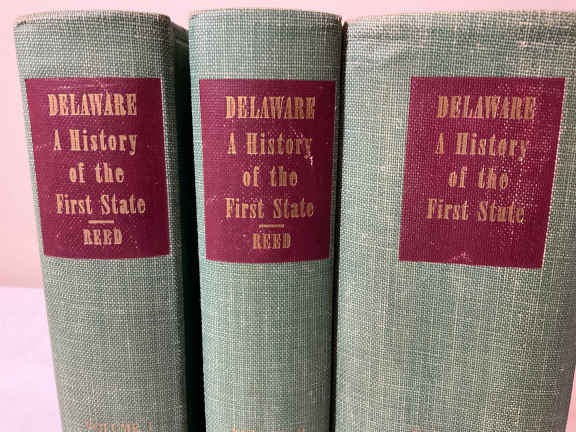 DELAWARE
A History
of the
First State
REED
VOLUME I
DELAWARE
A History
of the
First State
REED
DELAWARE
A History
of the
First State